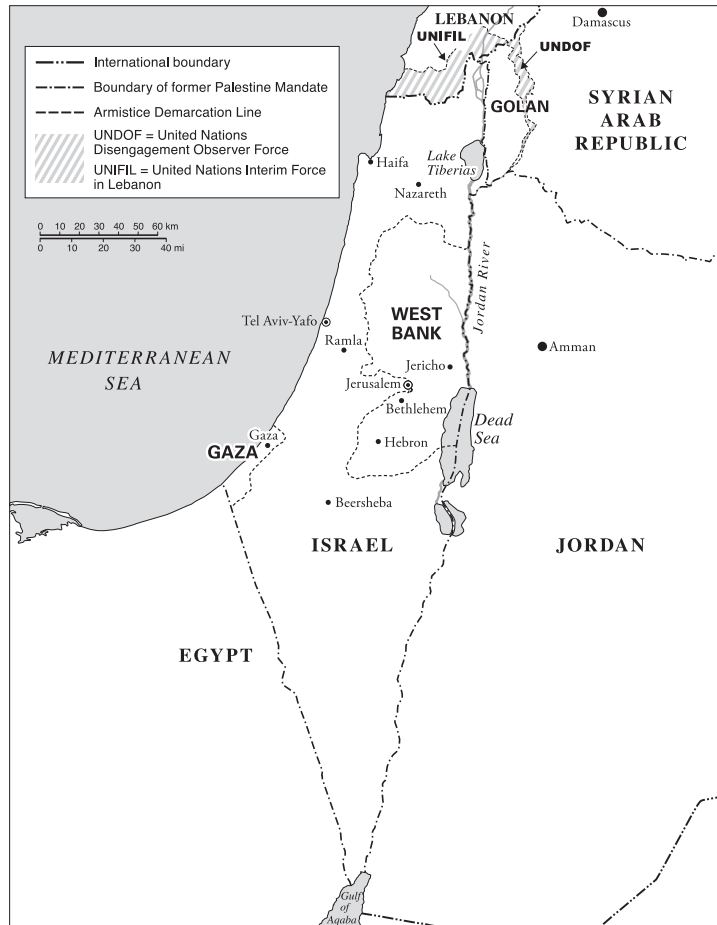 International boundary
Boundary of former Palestine Mandate
Armistice Demarcation Line
UNDOF = United Nations
Disengagement Observer Force
UNIFIL = United Nations Interim Force
in Lebanon
0 10 20 30 40 50 60 km
0 10 20 30 40 mi
LEBANON
UNIFIL
UNDOF
Damascus
GOLAN
SYRIAN
ARAB
REPUBLIC
Haifa
Lake
Tiberias
Nazareth
Jordan River
Tel Aviv-Yafo
WEST
BANK
Ramla
Amman
MEDITERRANEAN
SEA
Jericho
Jerusalem
Bethlehem
Dead
Sea
Gaza
GAZA
Hebron
Beersheba
ISRAEL
JORDAN
EGYPT
Gulf
of
Aqaba